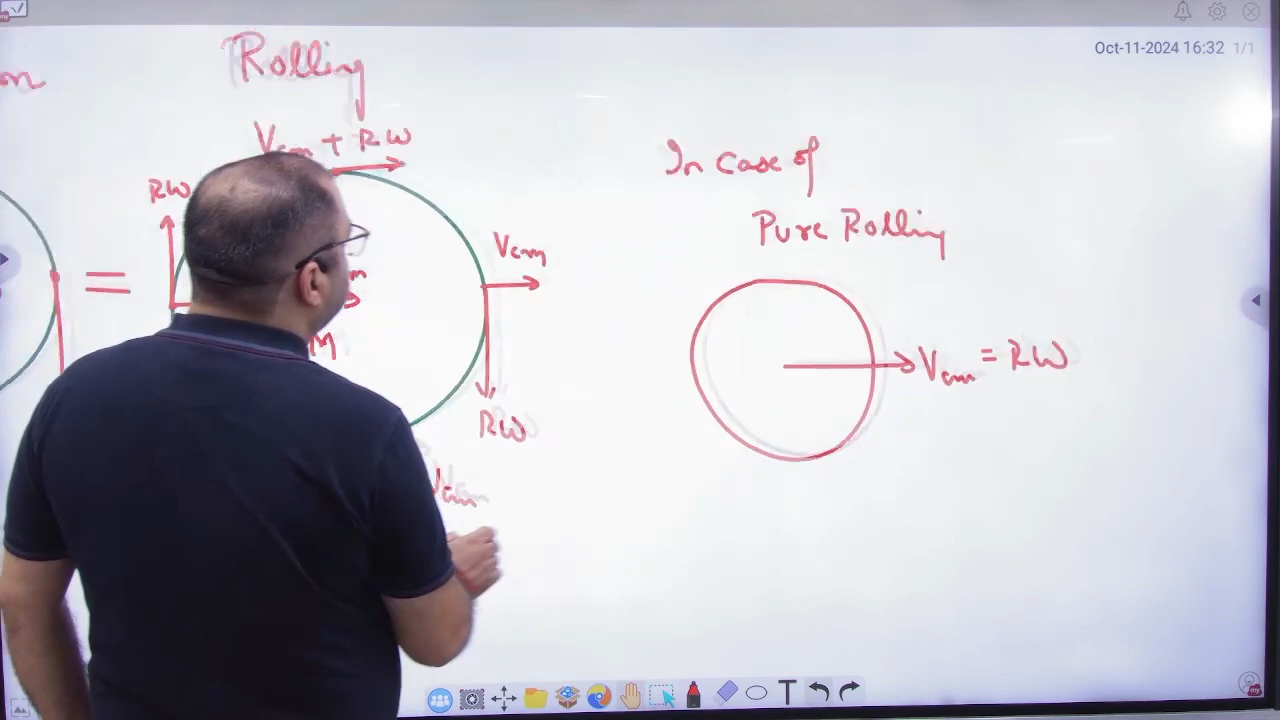 Rolling
Vcm + RW
RW
Vcm
RW
In Case of
Pure Rolling
Vcm = RW
Vcm
=
Oct-11-2024 16:32 1/1
T